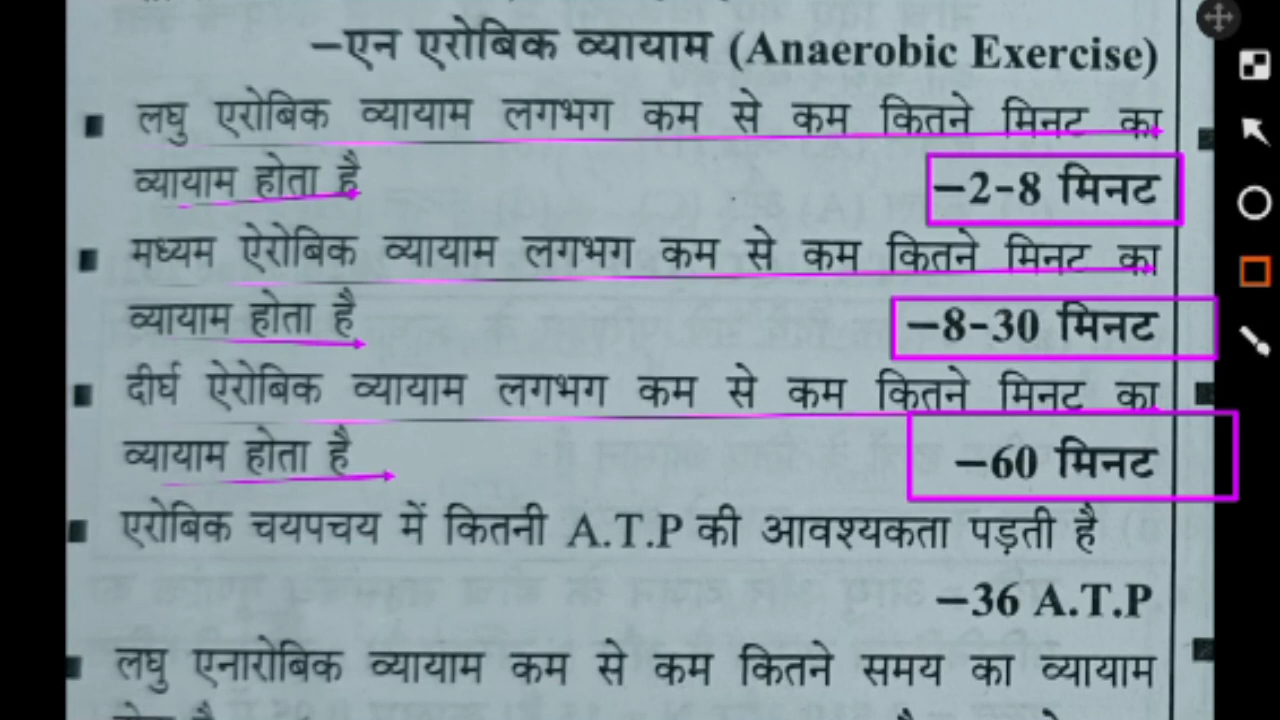 –एन एरोबिक व्यायाम (Anaerobic Exercise)
लघु एरोबिक व्यायाम लगभग कम से कम कितने मिनट का
व्यायाम होता है –2-8 मिनट
मध्यम ऐरोबिक व्यायाम लगभग कम से कम कितने मिनट का
व्यायाम होता है –8-30 मिनट
दीर्घ ऐरोबिक व्यायाम लगभग कम से कम कितने मिनट का
व्यायाम होता है –60 मिनट
एरोबिक चयपचय में कितनी A.T.P की आवश्यकता पड़ती है
–36 A.T.P
लघु एनारोबिक व्यायाम कम से कम कितने समय का व्यायाम